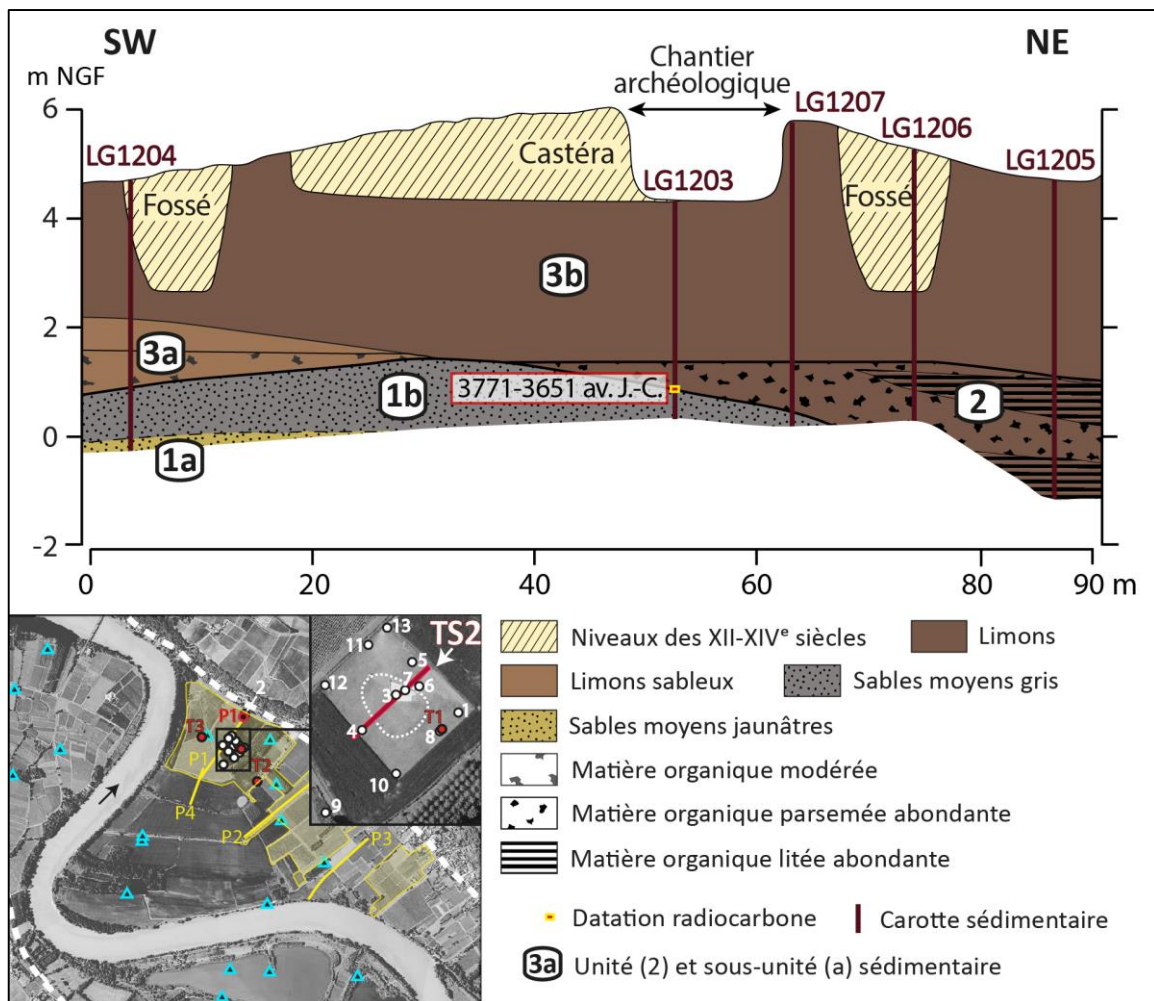 SW
NE
m NGF
Chantier
archéologique
6
LG1207
LG1206
LG1204
Castéra
LG1203
LG1205
Fossé
Fossé
4
3b
2
3a
3771-3651 av. J.-C.
1b
2
0
1a
-2
0
20
40
60
80
90 m
13
11
TS2
5
7
12
3
6
2
P1
T3
4
T1
1
8
P1
T2
10
P4
9
P2
P3
Niveaux des XII-XIVe siècles
Limons
Limons sableux
Sables moyens gris
Sables moyens jaunâtres
Matière organique modérée
Matière organique parsemée abondante
Matière organique litée abondante
Datation radiocarbone
Carotte sédimentaire
3a Unité (2) et sous-unité (a) sédimentaire